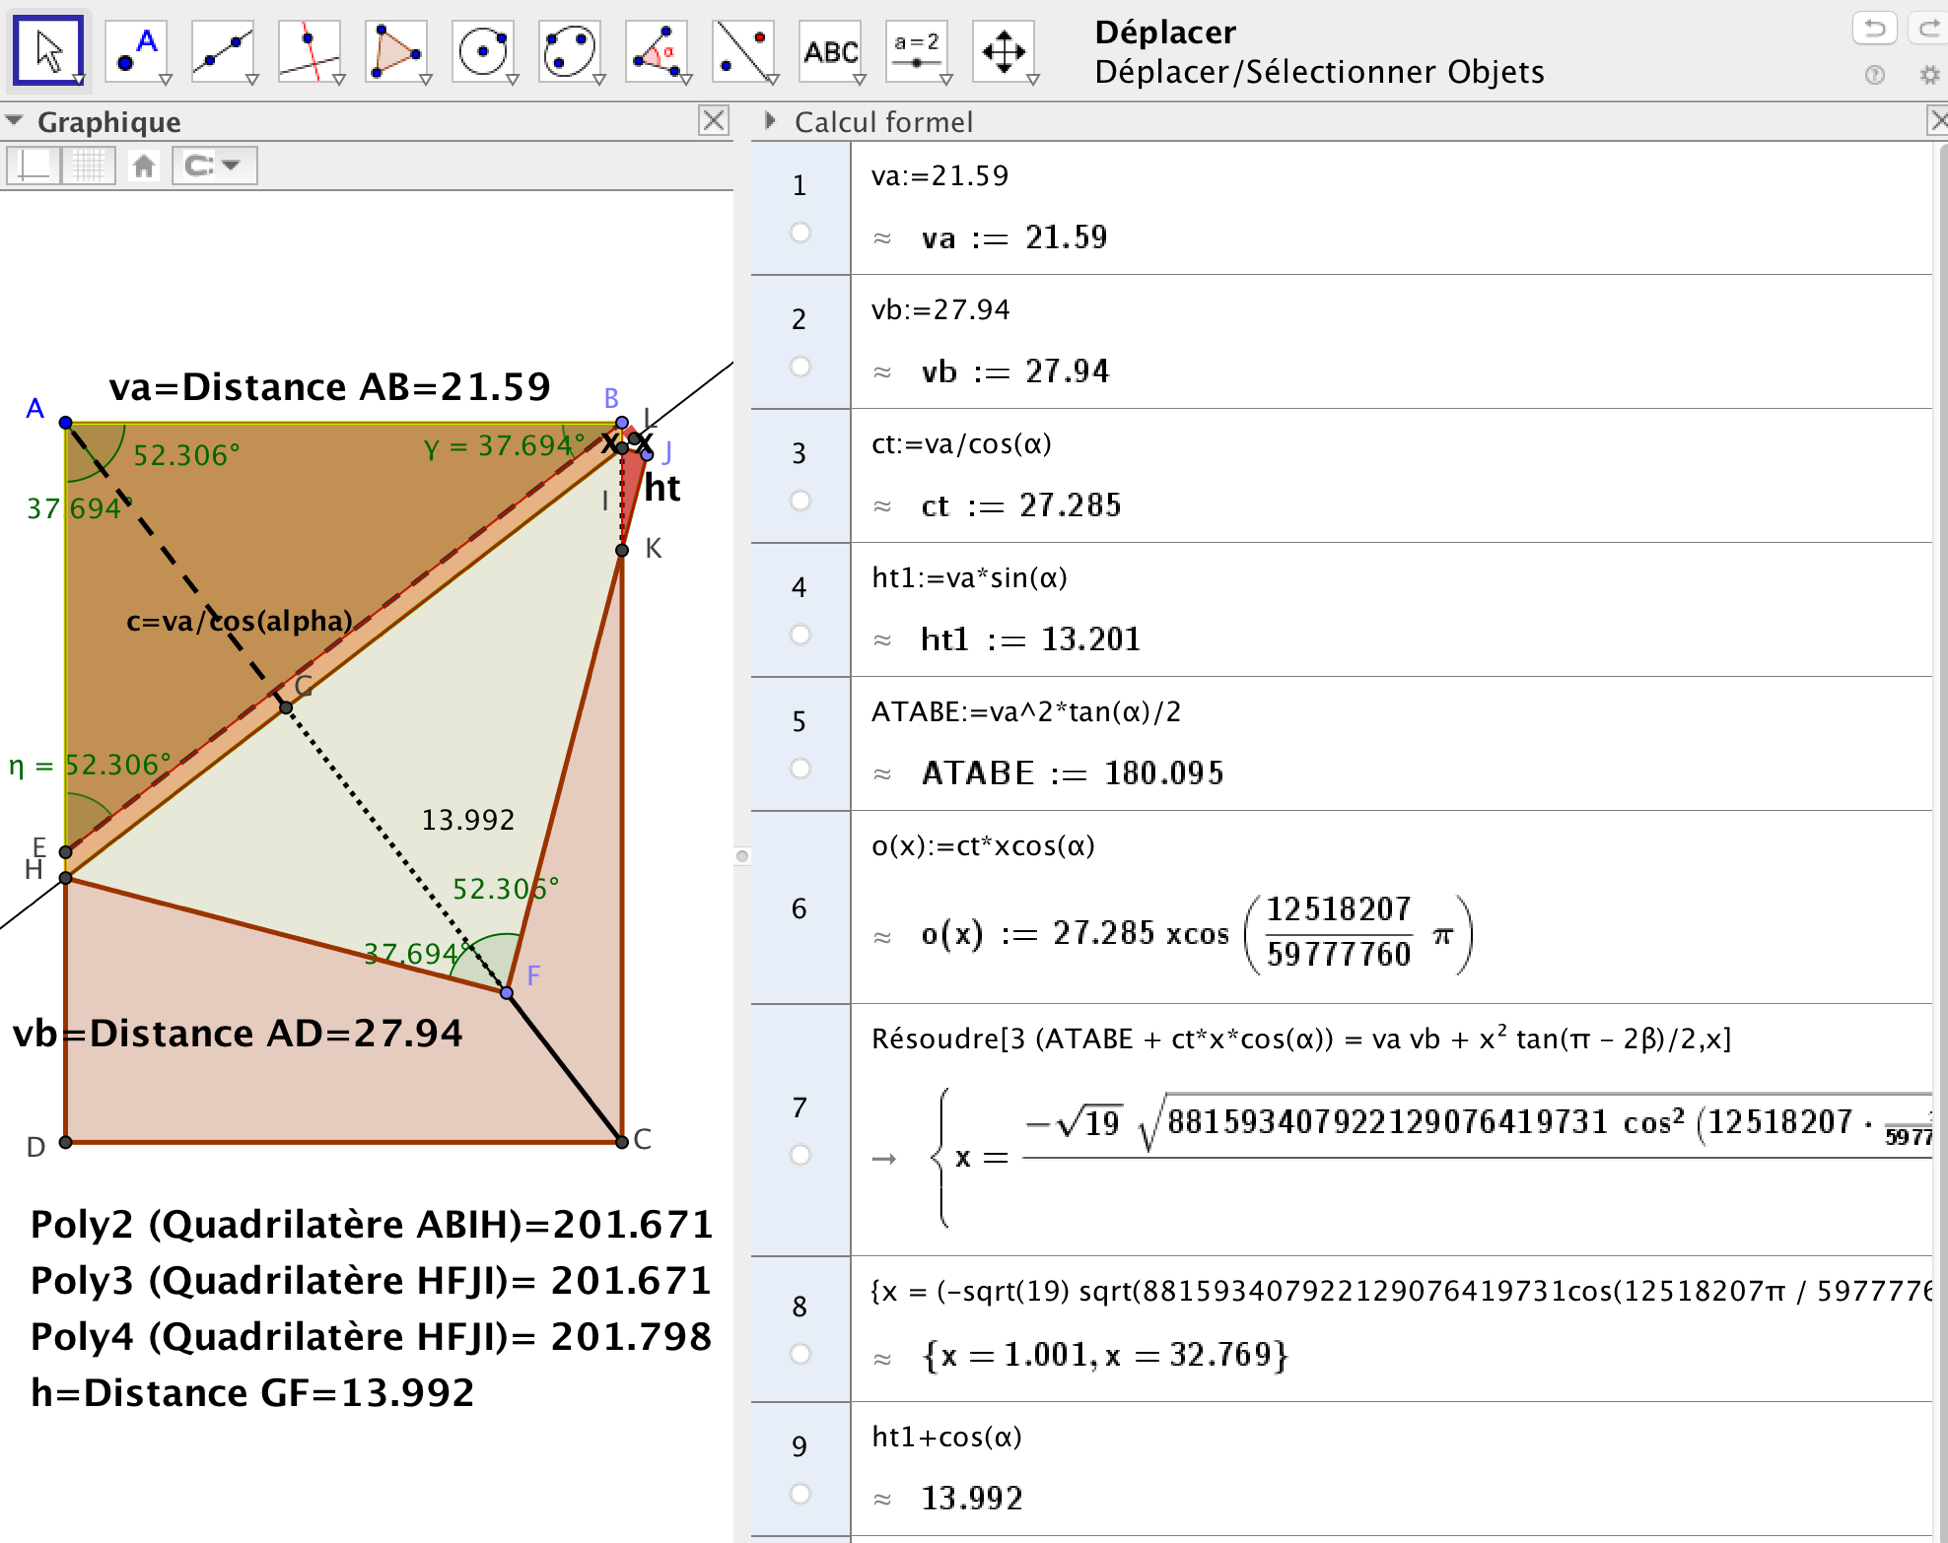 ABC
a=2
Déplacer
Déplacer/Sélectionner Objets
Graphique
Calcul formel
va=Distance AB=21.59
A
B
L
52.306°
γ = 37.694°
x
x
J
37.694°
ht
I
K
c=va/cos(alpha)
G
η = 52.306°
13.992
E
H
52.306°
37.694°
F
vb=Distance AD=27.94
D
C
Poly2 (Quadrilatère ABIH)=201.671
Poly3 (Quadrilatère HFJI)= 201.671
Poly4 (Quadrilatère HFJI)= 201.798
h=Distance GF=13.992
1
va:=21.59
≈ va := 21.59
2
vb:=27.94
≈ vb := 27.94
3
ct:=va/cos(α)
≈ ct := 27.285
4
ht1:=va*sin(α)
≈ ht1 := 13.201
5
ATABE:=va^2*tan(α)/2
≈ ATABE := 180.095
6
o(x):=ct*xcos(α)
≈ o(x) := 27.285 xcos (12518207/59777760 π)
7
Résoudre[3 (ATABE + ct*x*cos(α)) = va vb + x² tan(π – 2β)/2,x]
→ { x = −√19 √8815934079221290764 19731 cos² (12518207 ·
8
{x = (–sqrt(19) sqrt(881593407922129076419731cos(12518207π / 5977776
≈ {x = 1.001, x = 32.769}
9
ht1+cos(α)
≈ 13.992